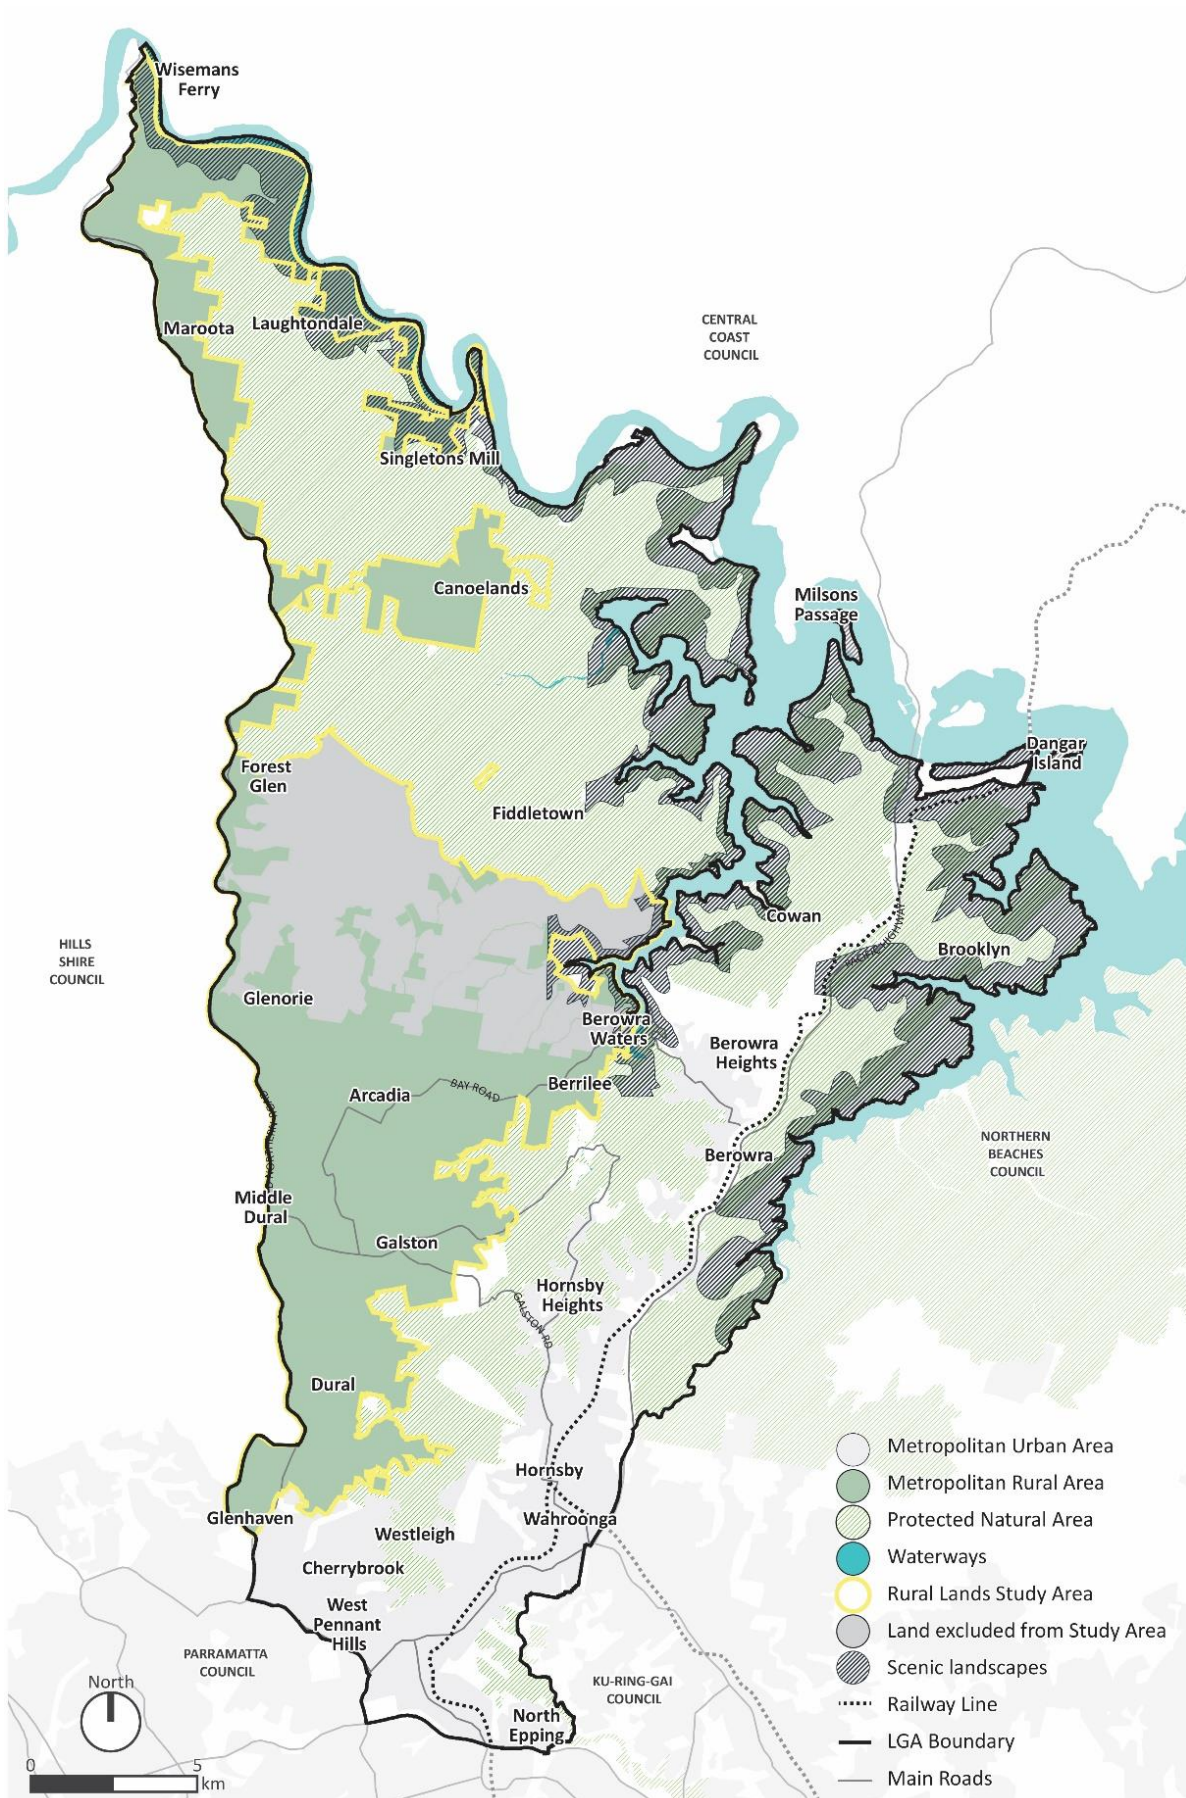 Wisemans
Ferry
CENTRAL
COAST
COUNCIL
Maroota
Laughtondale
Singletons Mill
Canoelands
Milsons
Passage
Dangar
Island
Forest
Glen
Fiddletown
Cowan
PACIFIC HIGHWAY
Brooklyn
HILLS
SHIRE
COUNCIL
Glenorie
Berowra
Waters
Berowra
Heights
Berrilee
Arcadia
BAY ROAD
NORTHERN
BEACHES
COUNCIL
Berowra
Middle
Dural
Galston
Hornsby
Heights
GALSTON RD
Dural
Hornsby
Glenhaven
Wahroonga
Westleigh
Cherrybrook
West
Pennant
Hills
PARRAMATTA
COUNCIL
KU-RING-GAI
COUNCIL
North
Epping
Metropolitan Urban Area
Metropolitan Rural Area
Protected Natural Area
Waterways
Rural Lands Study Area
Land excluded from Study Area
Scenic landscapes
Railway Line
LGA Boundary
Main Roads
North
0 5
km